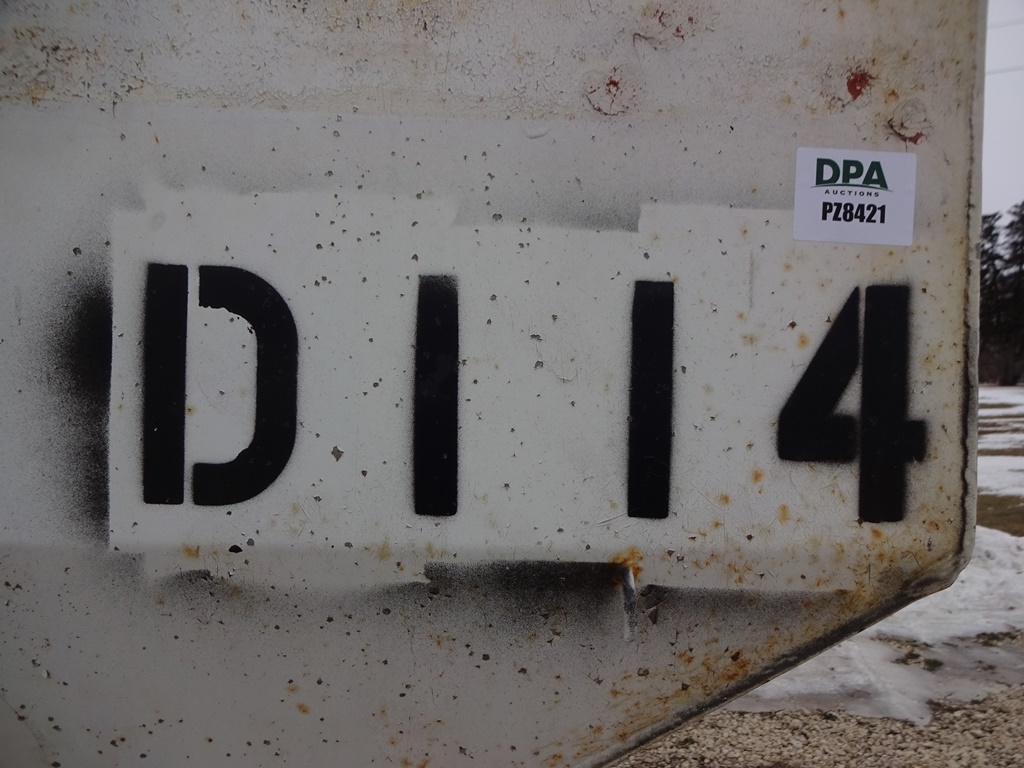 DPA
AUCTIONS
PZ8421
D114